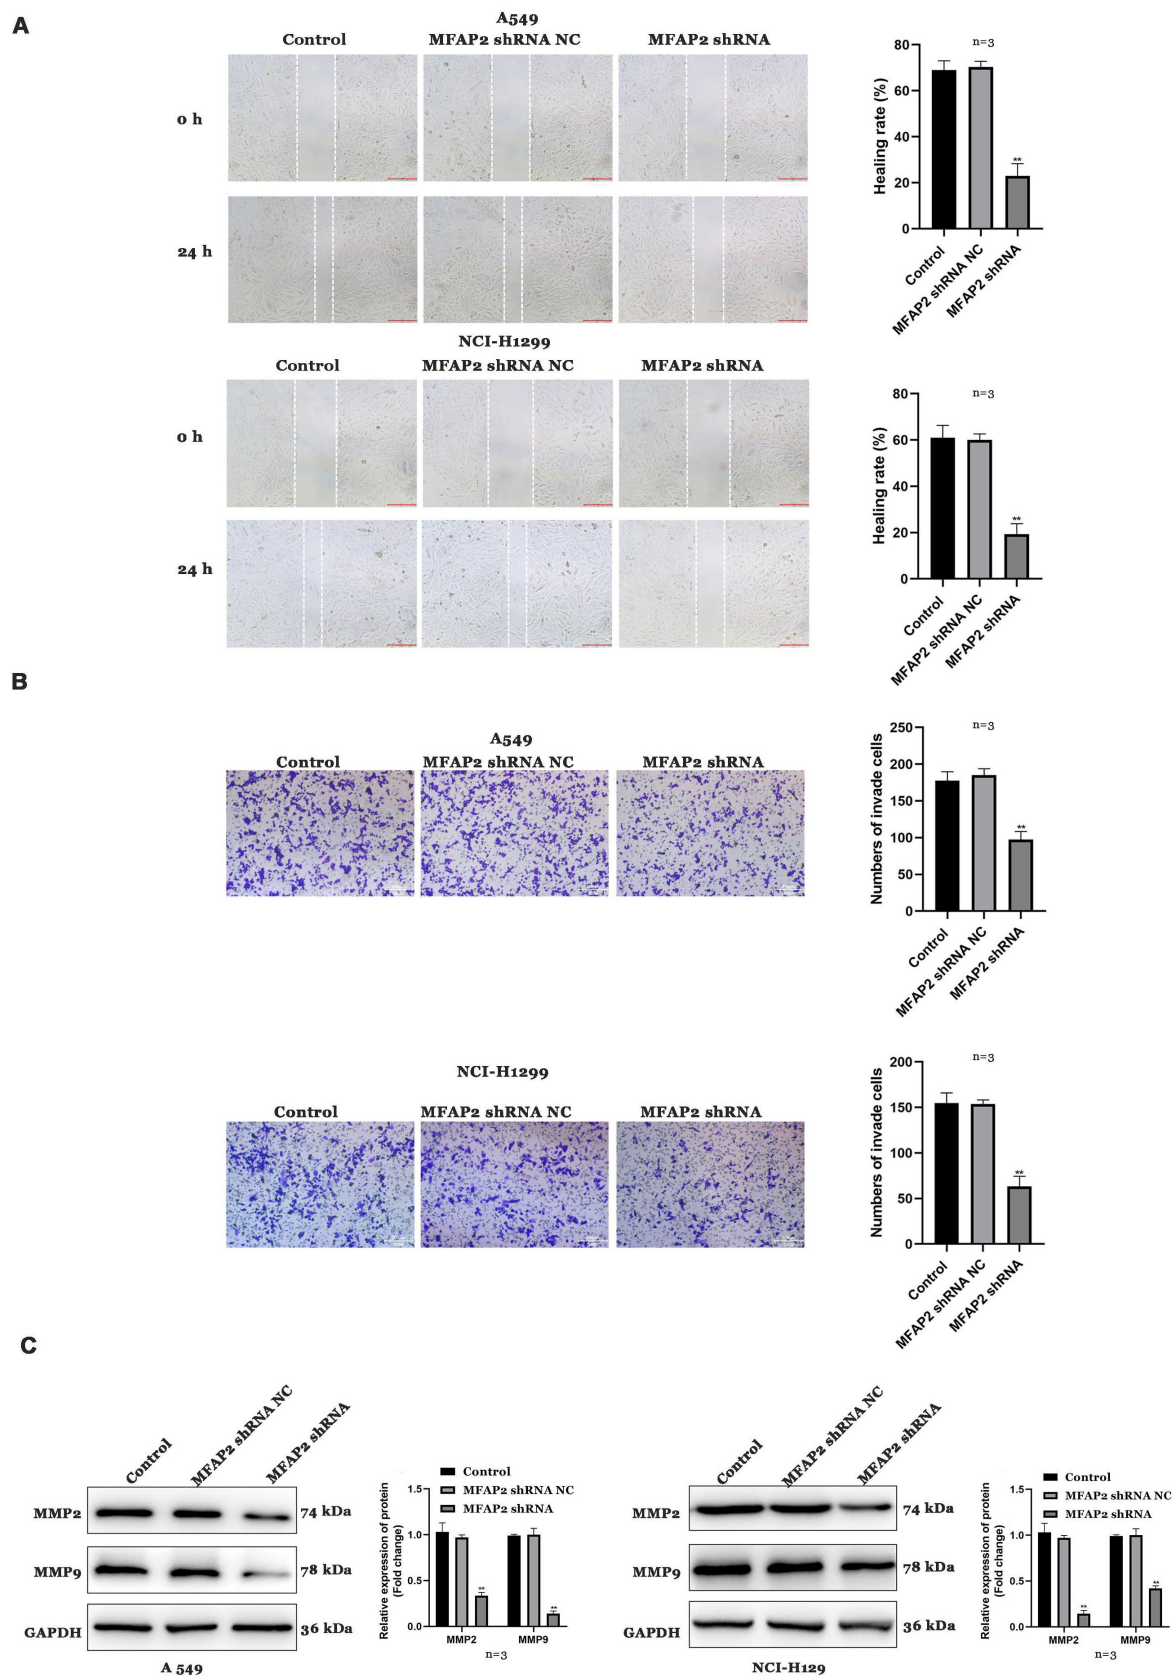 A
A549
Control MFAP2 shRNA NC MFAP2 shRNA
0 h
24 h
80
60
40
20
0
Healing rate (%)
n=3
**
Control
MFAP2 shRNA NC
MFAP2 shRNA
NCI-H1299
Control MFAP2 shRNA NC MFAP2 shRNA
0 h
24 h
80
60
40
20
0
Healing rate (%)
n=3
**
Control
MFAP2 shRNA NC
MFAP2 shRNA
B
A549
Control MFAP2 shRNA NC MFAP2 shRNA
250
200
150
100
50
0
Numbers of invade cells
n=3
**
Control
MFAP2 shRNA NC
MFAP2 shRNA
NCI-H1299
Control MFAP2 shRNA NC MFAP2 shRNA
200
150
100
50
0
Numbers of invade cells
n=3
**
Control
MFAP2 shRNA NC
MFAP2 shRNA
C
Control
MFAP2 shRNA NC
MFAP2 shRNA
MMP2 74 kDa
MMP9 78 kDa
GAPDH 36 kDa
A 549
Control
MFAP2 shRNA NC
MFAP2 shRNA
1.5
1.0
0.5
0.0
Relative expression of protein
(Fold change)
**
**
MMP2 MMP9
n=3
Control
MFAP2 shRNA NC
MFAP2 shRNA
MMP2 74 kDa
MMP9 78 kDa
GAPDH 36 kDa
NCI-H129
Control
MFAP2 shRNA NC
MFAP2 shRNA
1.5
1.0
0.5
0.0
Relative expression of protein
(Fold change)
**
**
MMP2 MMP9
n=3